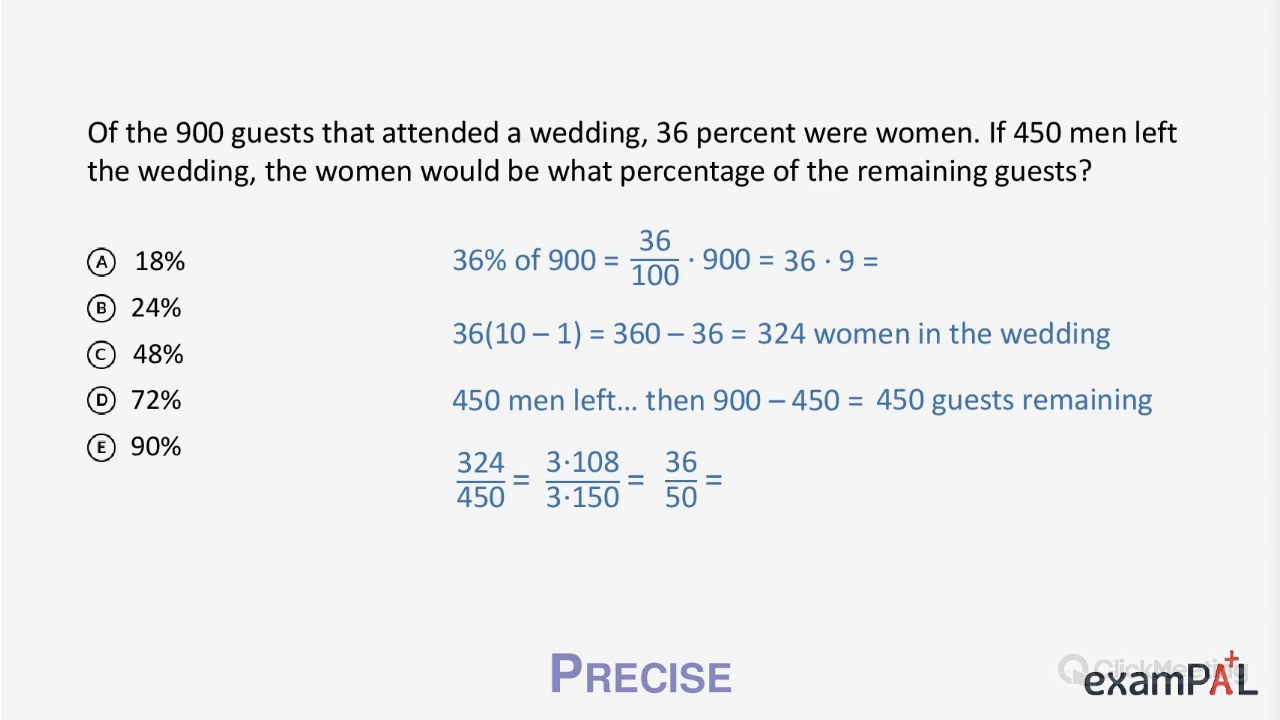 Of the 900 guests that attended a wedding, 36 percent were women. If 450 men left
the wedding, the women would be what percentage of the remaining guests?
A 18%
B 24%
C 48%
D 72%
E 90%
36% of 900 = 36/100 · 900 = 36 · 9 =
36(10 – 1) = 360 – 36 = 324 women in the wedding
450 men left... then 900 – 450 = 450 guests remaining
324/450 = 3·108/3·150 = 36/50 =
PRECISE
ClickMeeting
examPAL+